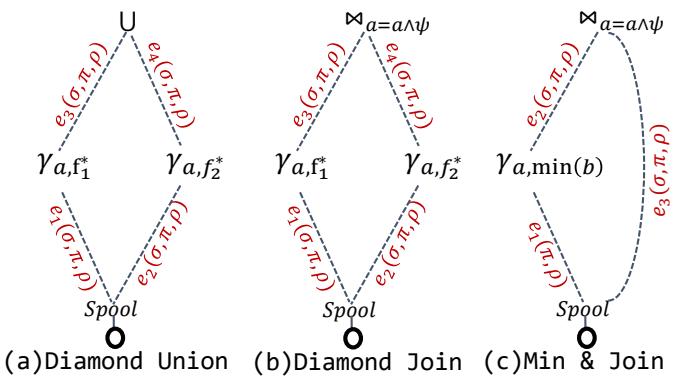 ∪ ⋈a=a∧ψ ⋈a=a∧ψ
e3(σ,π,ρ) e4(σ,π,ρ) e3(σ,π,ρ) e4(σ,π,ρ) e2(σ,π,ρ)
γa,f1* γa,f2* γa,f1* γa,f2* γa,min(b) e3(σ,π,ρ)
e1(σ,π,ρ) e2(σ,π,ρ) e1(σ,π,ρ) e2(σ,π,ρ) e1(π,ρ)
Spool Spool Spool
O O O
(a)Diamond Union (b)Diamond Join (c)Min & Join